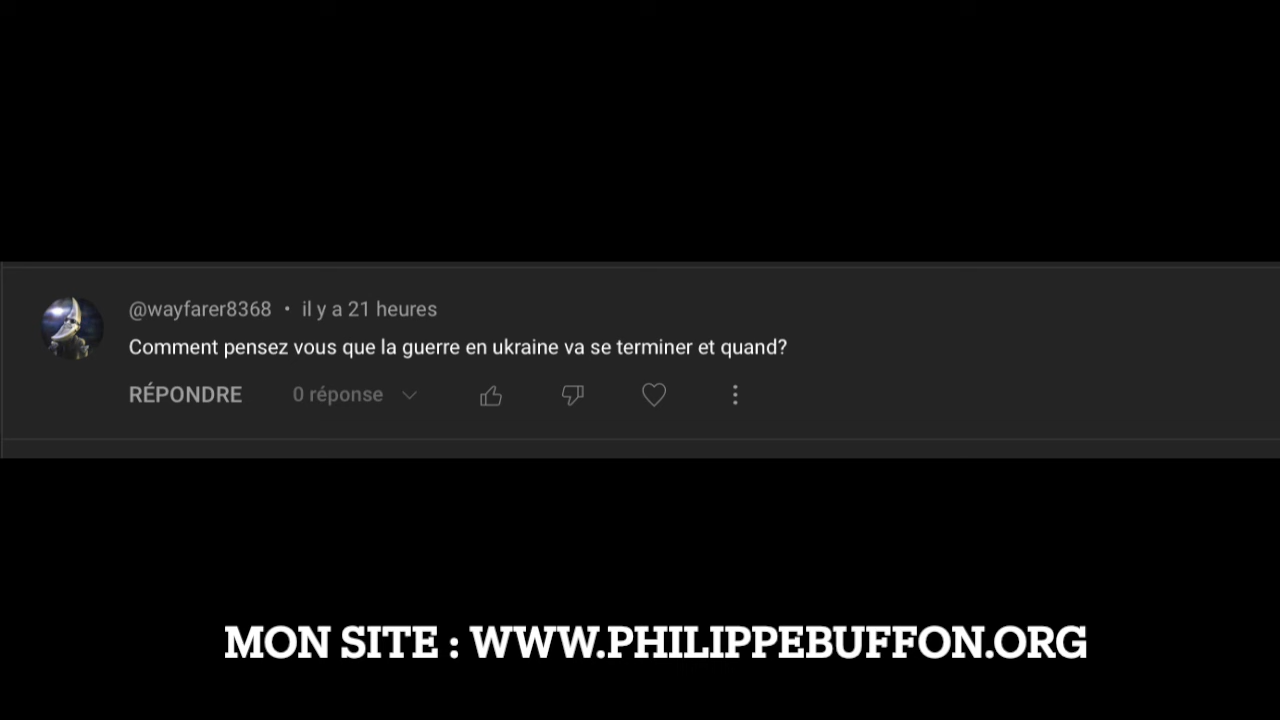 @wayfarer8368 • il y a 21 heures
Comment pensez vous que la guerre en ukraine va se terminer et quand?
RÉPONDRE 0 réponse
MON SITE : WWW.PHILIPPEBUFFON.ORG